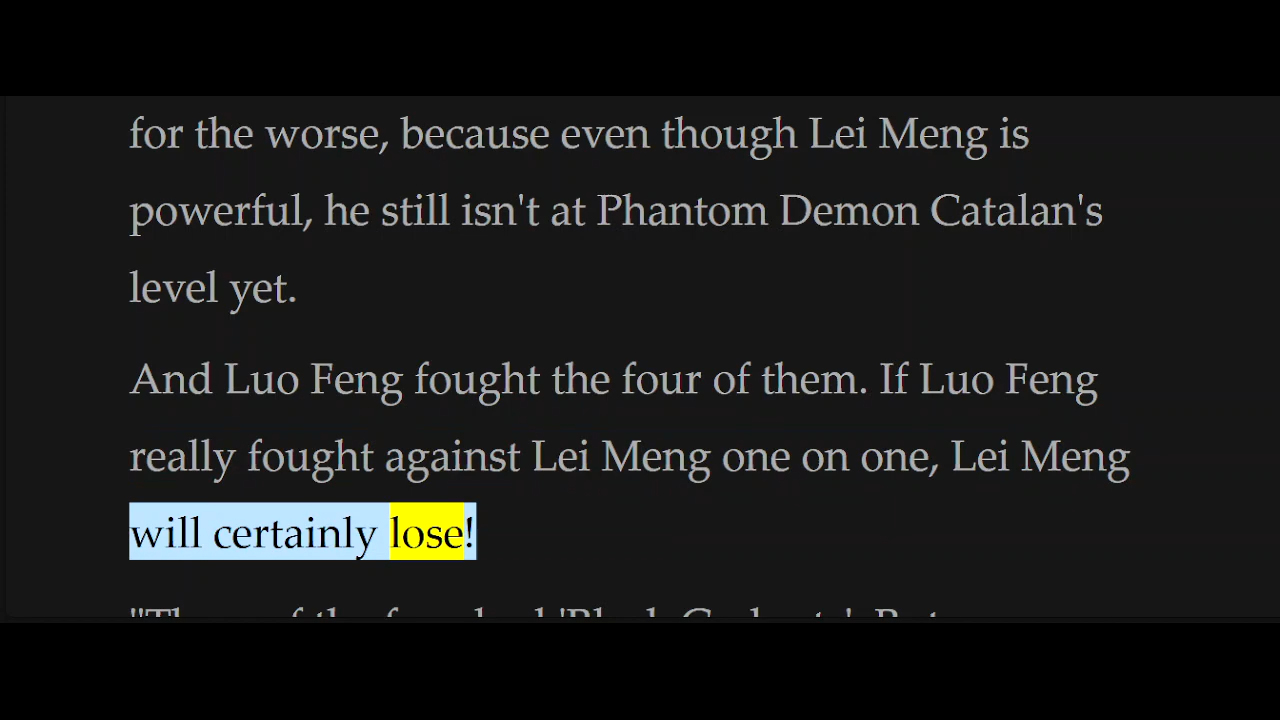 for the worse, because even though Lei Meng is
powerful, he still isn't at Phantom Demon Catalan's
level yet.
And Luo Feng fought the four of them. If Luo Feng
really fought against Lei Meng one on one, Lei Meng
will certainly lose!